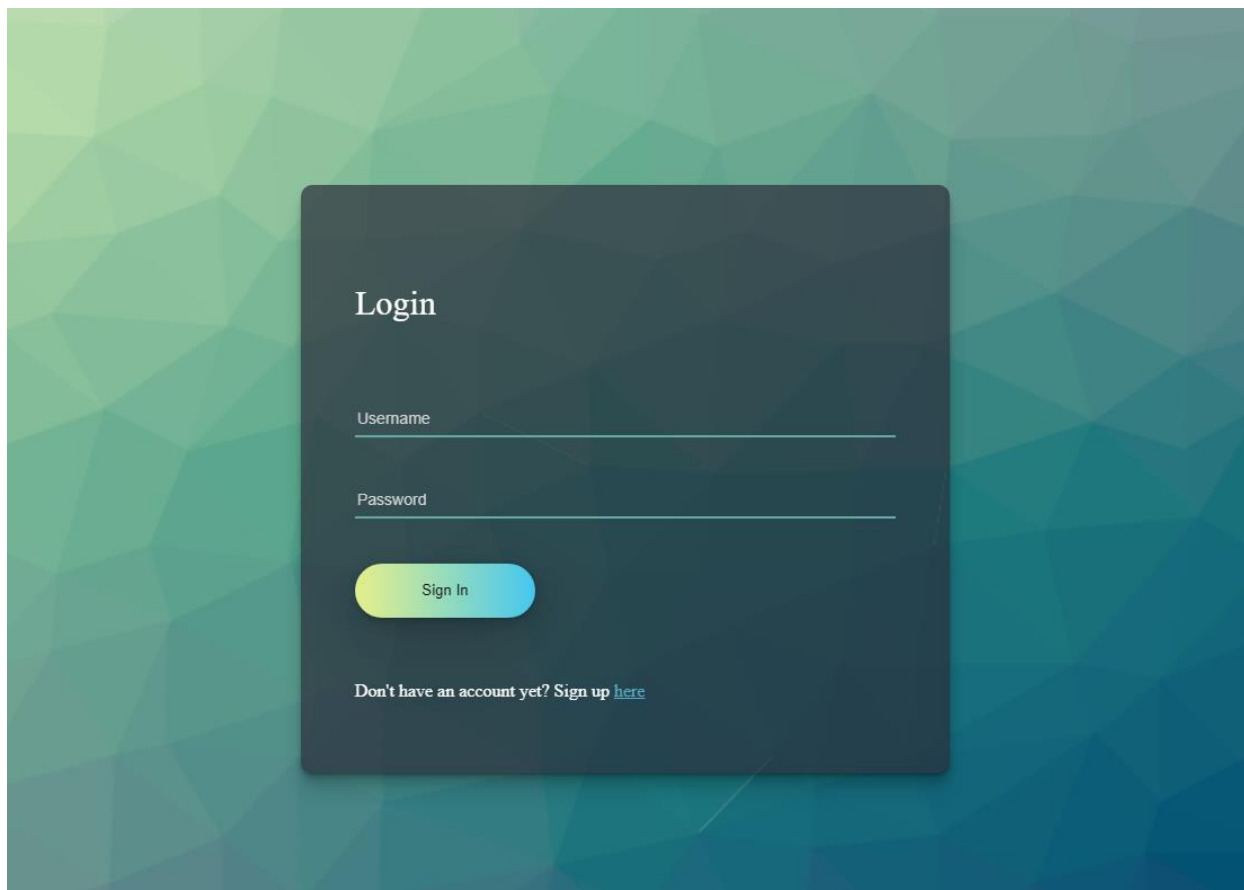 Login
Username
Password
Sign In
Don't have an account yet? Sign up here